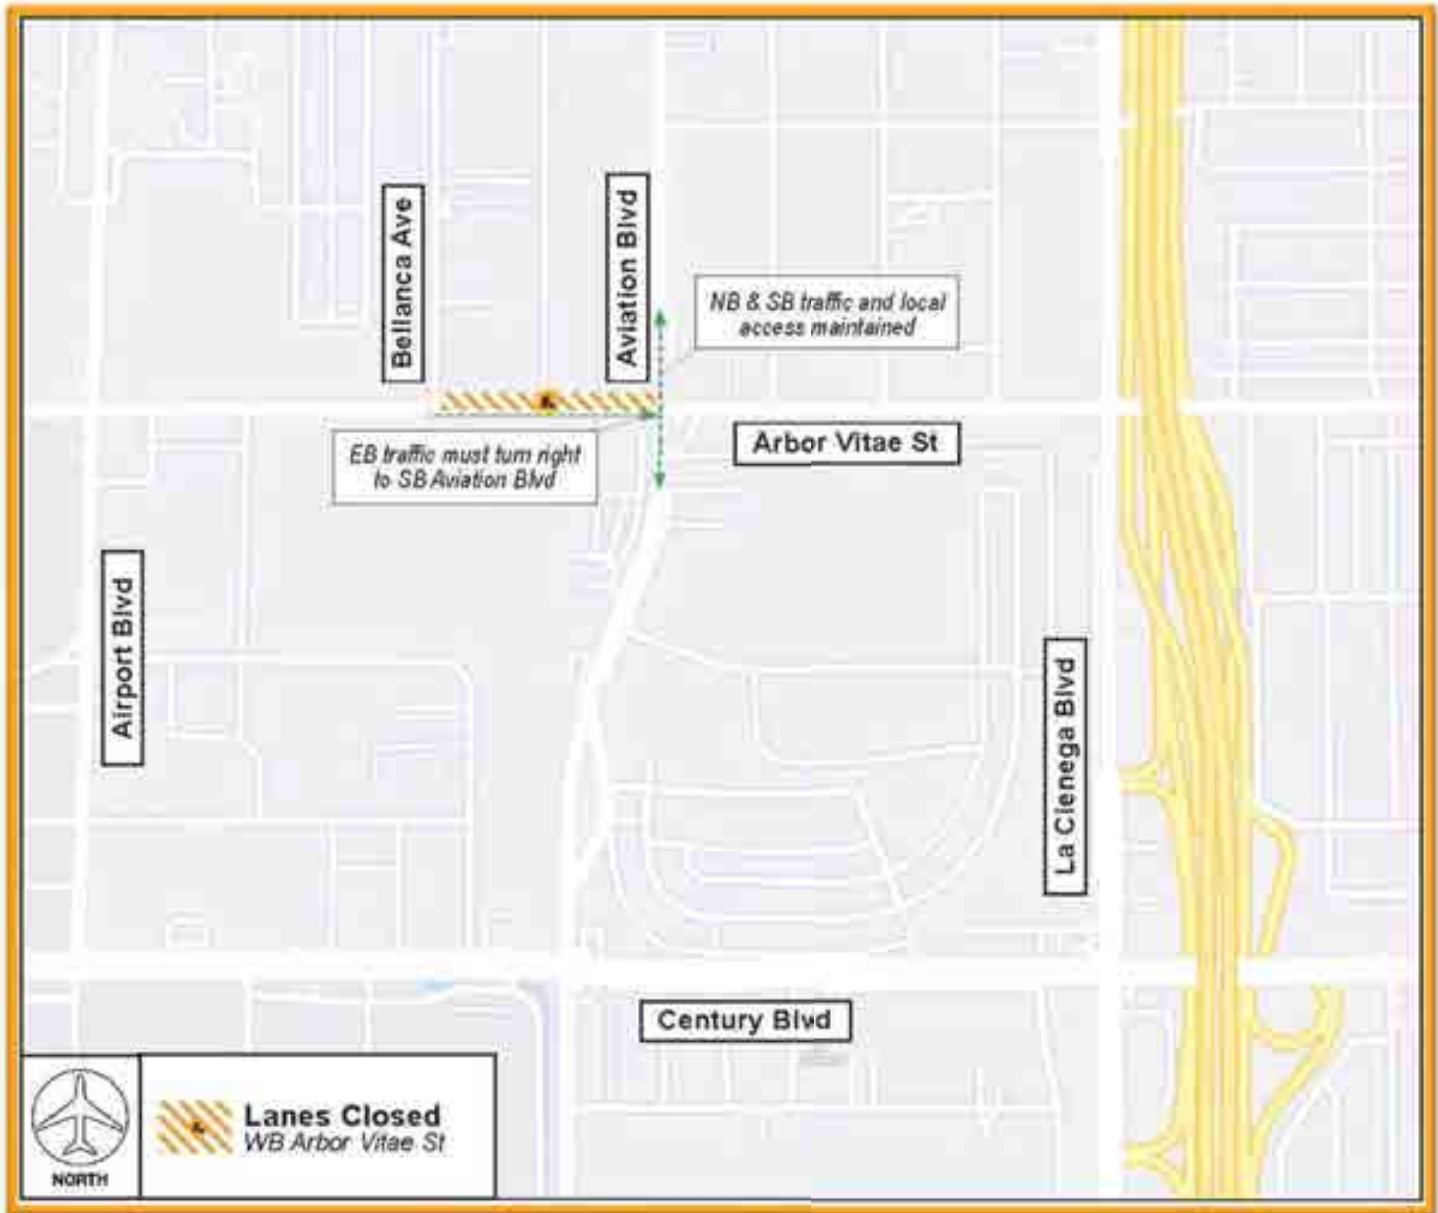 Bellanca Ave
Aviation Blvd
NB & SB traffic and local
access maintained
EB traffic must turn right
to SB Aviation Blvd
Arbor Vitae St
Airport Blvd
La Cienega Blvd
Century Blvd
NORTH
Lanes Closed
WB Arbor Vitae St